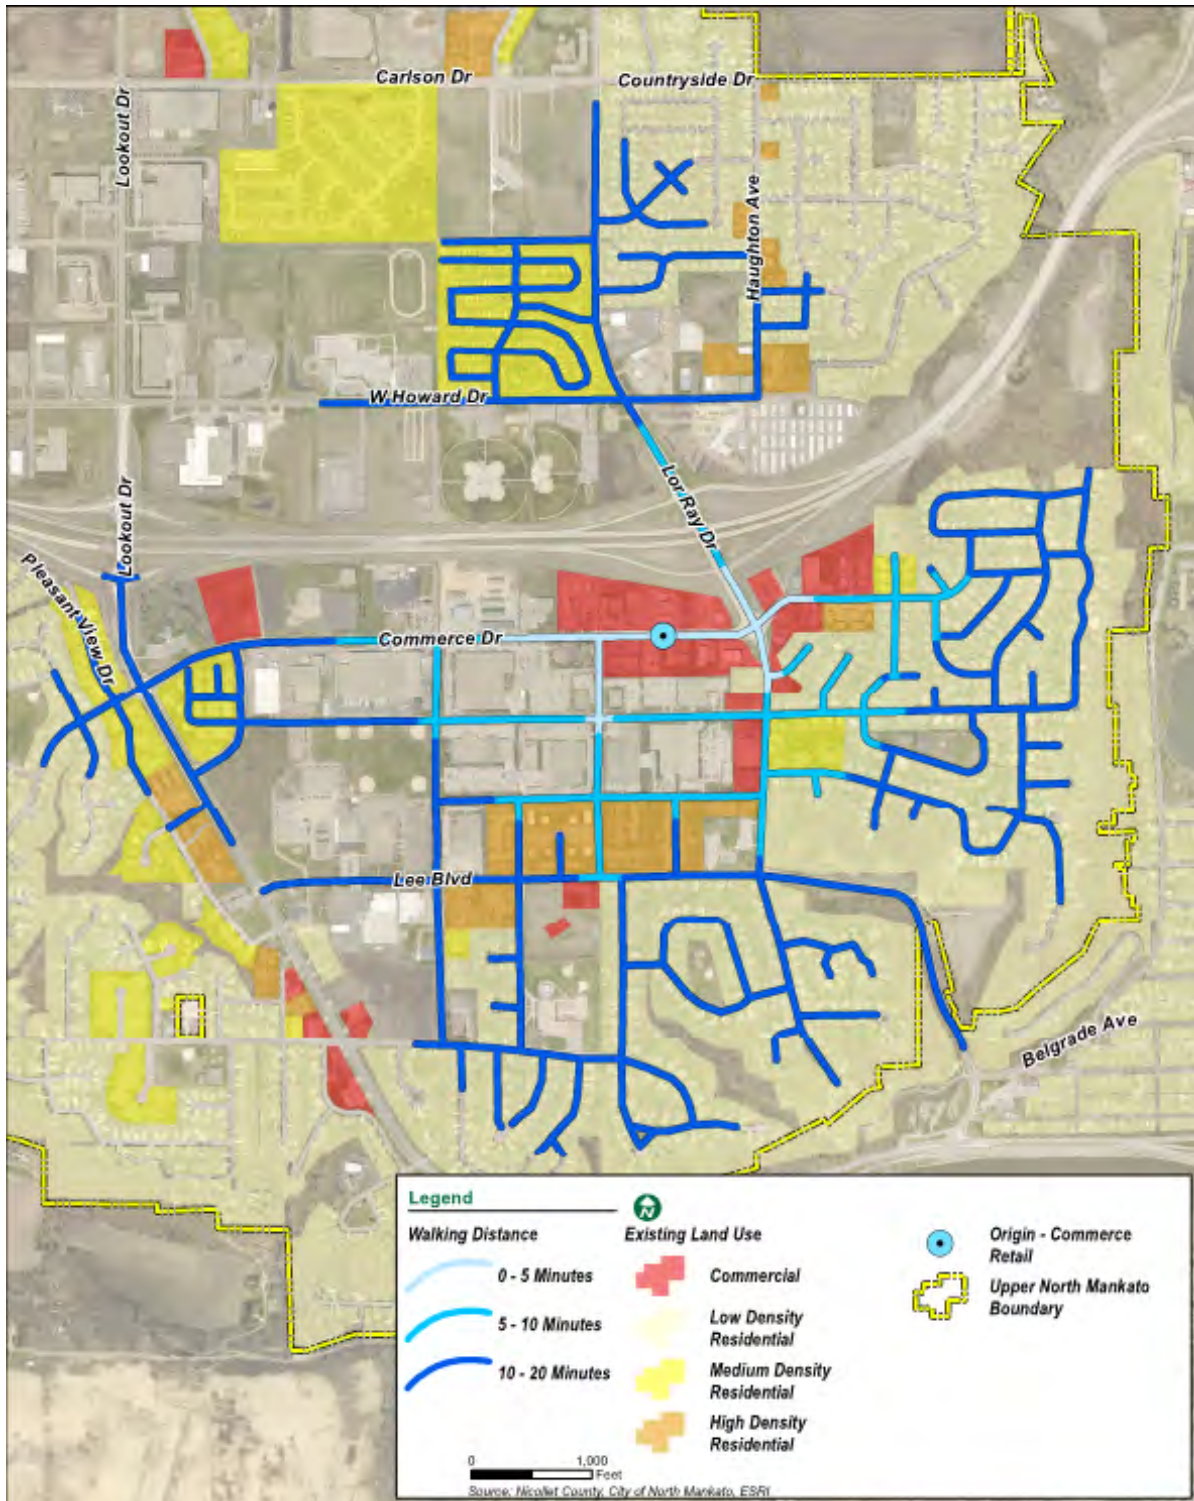 Carlson Dr
Countryside Dr
Lookout Dr
Haughton Ave
W Howard Dr
Lor Ray Dr
Lookout Dr
Pleasant View Dr
Commerce Dr
Lee Blvd
Belgrade Ave
Legend
N
Walking Distance
0 - 5 Minutes
5 - 10 Minutes
10 - 20 Minutes
Existing Land Use
Commercial
Low Density
Residential
Medium Density
Residential
High Density
Residential
Origin - Commerce
Retail
Upper North Mankato
Boundary
0 1,000
Feet
Source: Nicollet County, City of North Mankato, ESRI